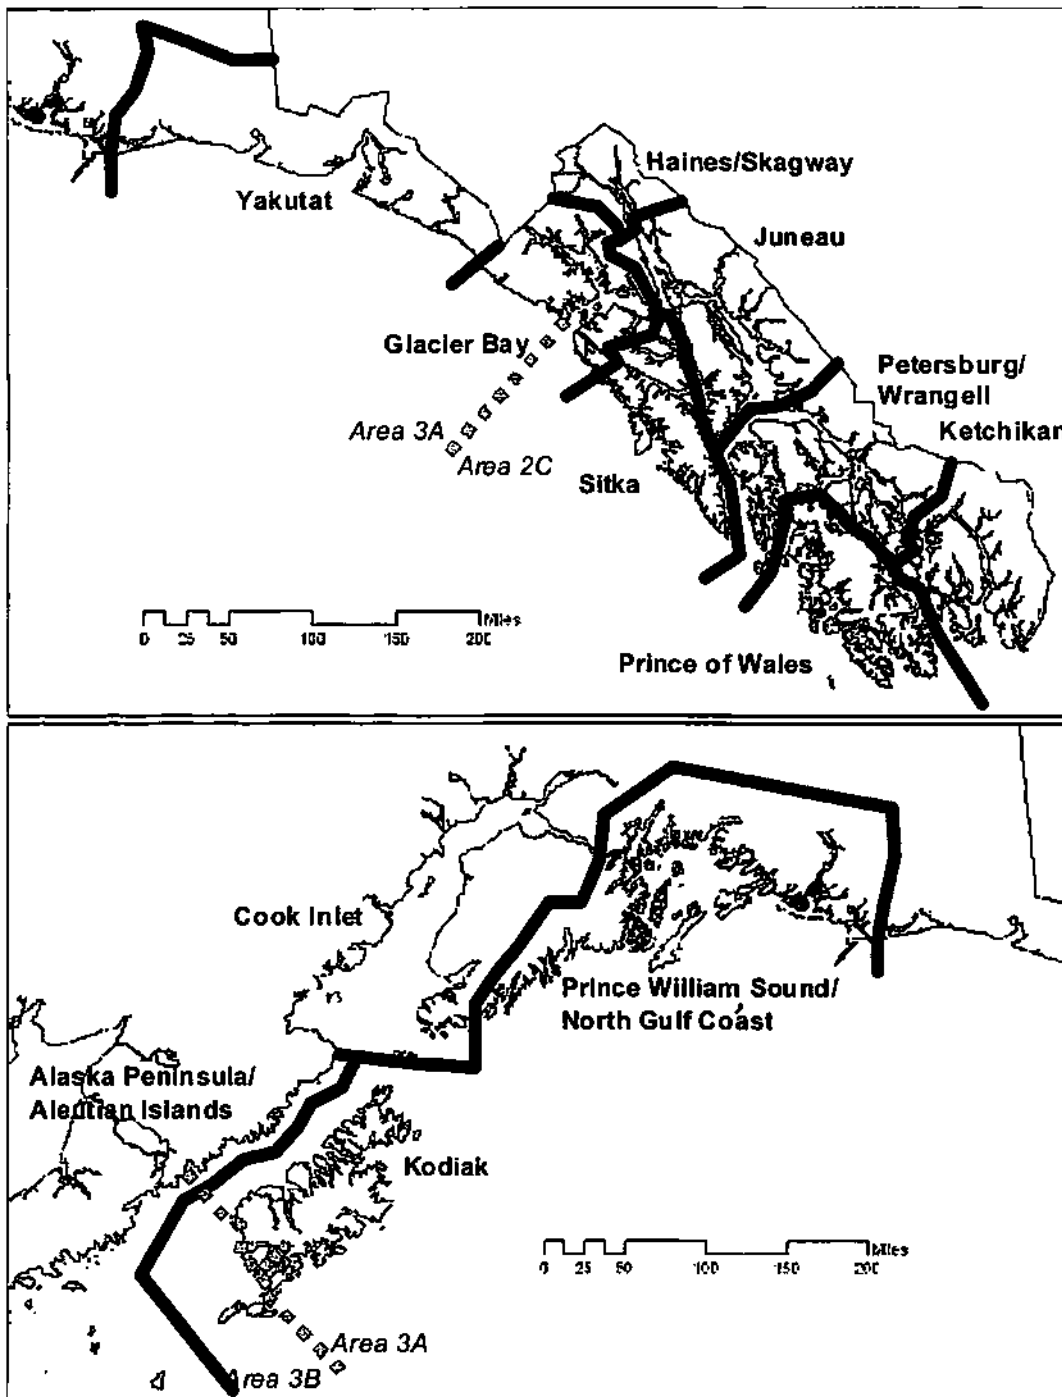 Haines/Skagway
Yakutat
Juneau
Glacier Bay
Petersburg/
Wrangell
Area 3A
Ketchikan
Area 2C
Sitka
Miles
0 25 50 100 150 200
Prince of Wales
Cook Inlet
Prince William Sound/
North Gulf Coast
Alaska Peninsula/
Aleutian Islands
Kodiak
Miles
0 25 50 100 150 200
Area 3A
Area 3B